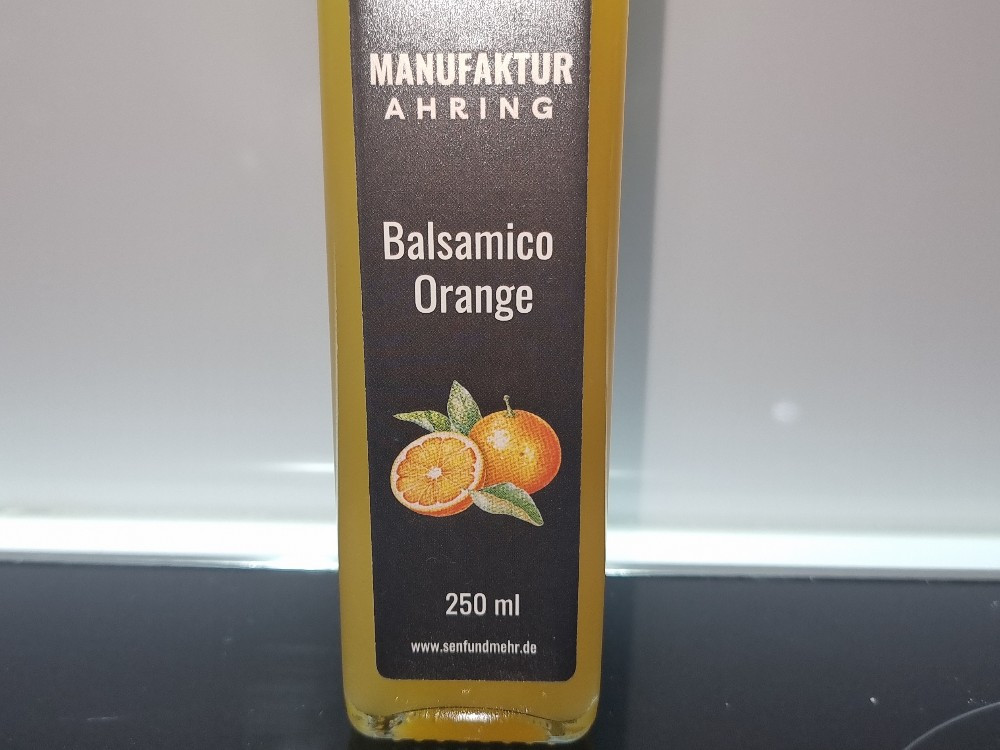 MANUFAKTUR
AHRING
Balsamico
Orange
250 ml
www.senfundmehr.de